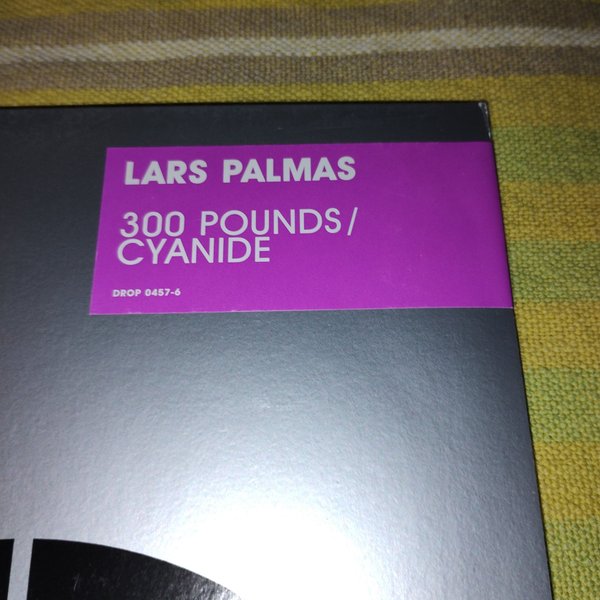 LARS PALMAS
300 POUNDS/
CYANIDE
DROP 0457-6